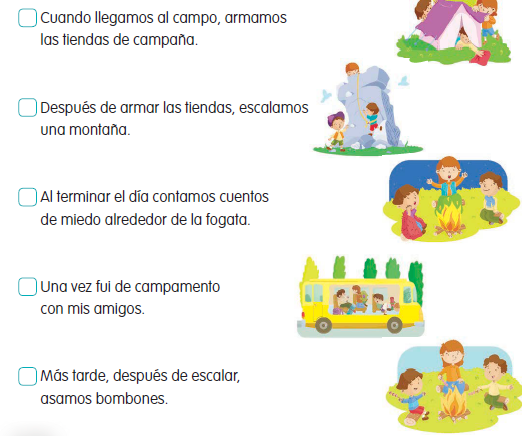 Cuando llegamos al campo, armamos
las tiendas de campaña.
Después de armar las tiendas, escalamos
una montaña.
Al terminar el día contamos cuentos
de miedo alrededor de la fogata.
Una vez fui de campamento
con mis amigos.
Más tarde, después de escalar,
asamos bombones.